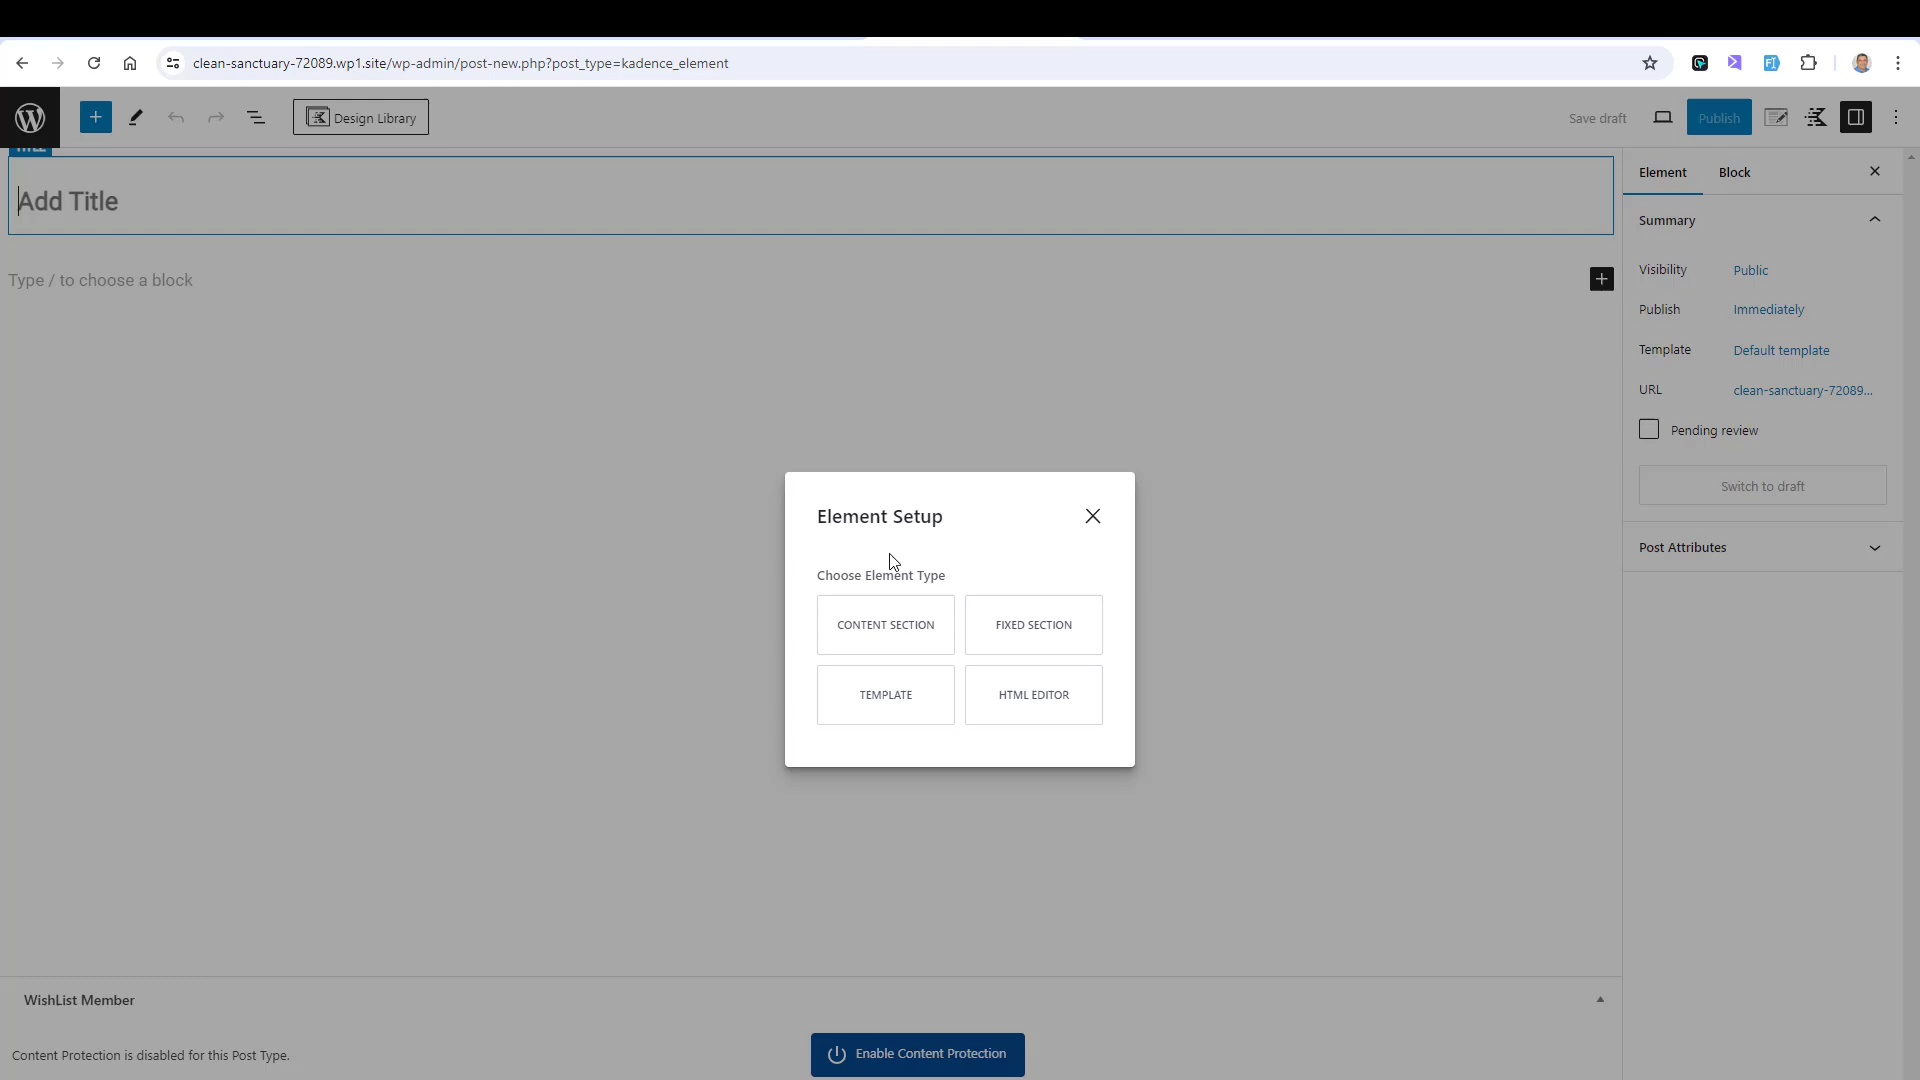 clean-sanctuary-72089.wp1.site/wp-admin/post-new.php?post_type=kadence_element
Design Library
Save draft
Publish
TITLE
Add Title
Type / to choose a block
Element
Block
Summary
Visibility
Public
Publish
Immediately
Template
Default template
URL
clean-sanctuary-72089...
Pending review
Switch to draft
Post Attributes
Element Setup
Choose Element Type
CONTENT SECTION
FIXED SECTION
TEMPLATE
HTML EDITOR
WishList Member
Content Protection is disabled for this Post Type.
Enable Content Protection